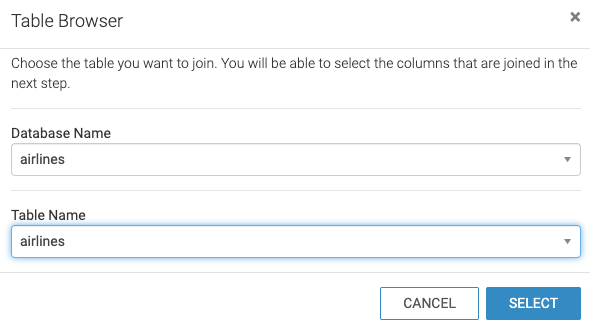 Table Browser
Choose the table you want to join. You will be able to select the columns that are joined in the
next step.
Database Name
airlines
Table Name
airlines
CANCEL SELECT